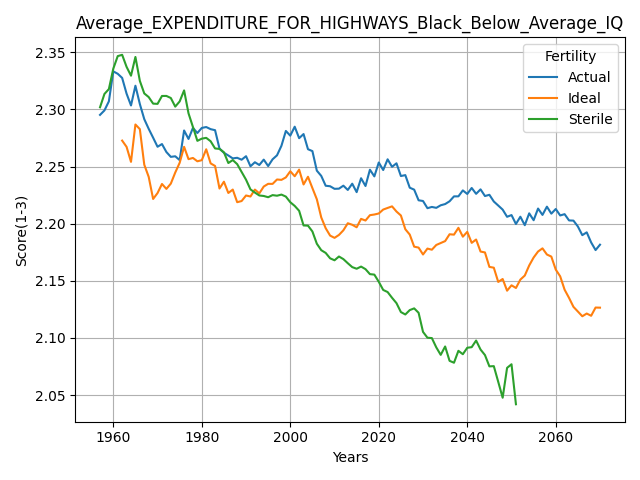 Average_EXPENDITURE_FOR_HIGHWAYS_Black_Below_Average_IQ
Fertility
Actual
Ideal
Sterile
2.35
2.30
2.25
2.20
2.15
2.10
2.05
Score(1-3)
1960 1980 2000 2020 2040 2060
Years